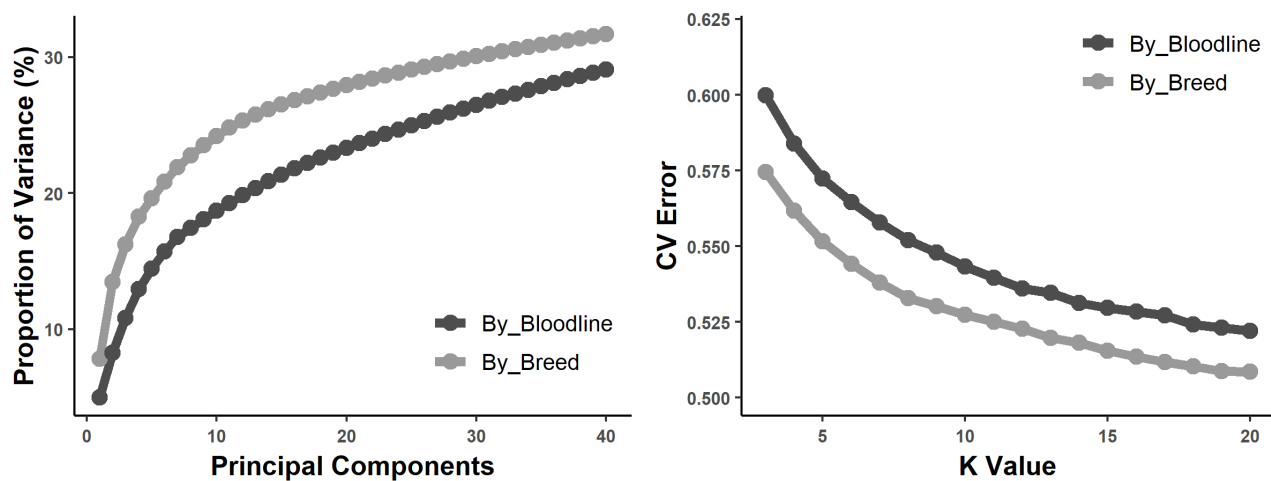 Proportion of Variance (%)
30
20
10
0
10
20
30
40
Principal Components
By_Bloodline
By_Breed
CV Error
0.625
0.600
0.575
0.550
0.525
0.500
5
10
15
20
K Value
By_Bloodline
By_Breed